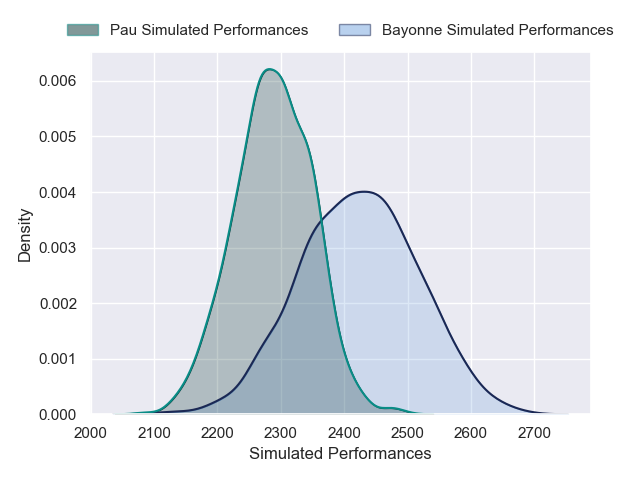 Pau Simulated Performances Bayonne Simulated Performances
0.006
0.005
0.004
0.003
0.002
0.001
0.000
Density
2000 2100 2200 2300 2400 2500 2600 2700
Simulated Performances